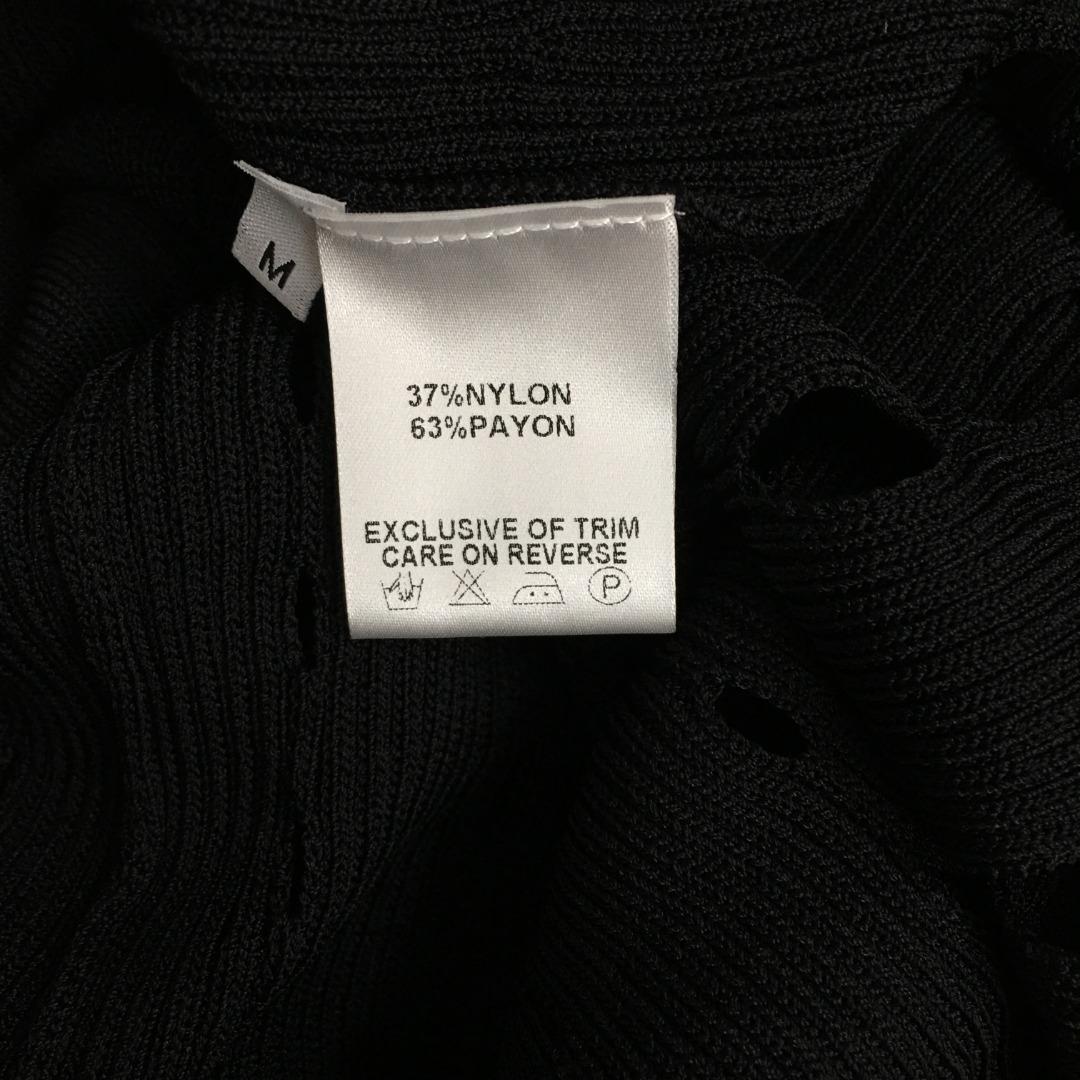 M
37%NYLON
63%PAYON
EXCLUSIVE OF TRIM
CARE ON REVERSE
P